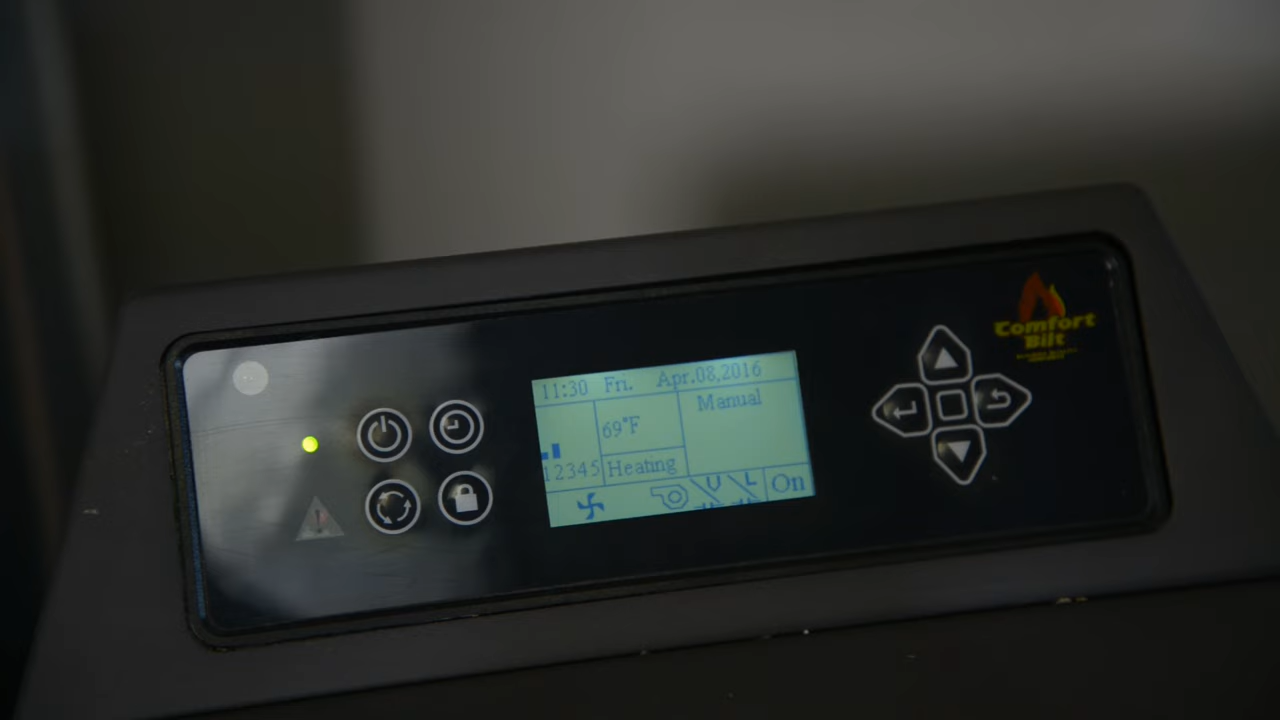 11:30 Fri. Apr.08,2016
69°F
Manual
12345
Heating
U L
On
Comfort
Bilt